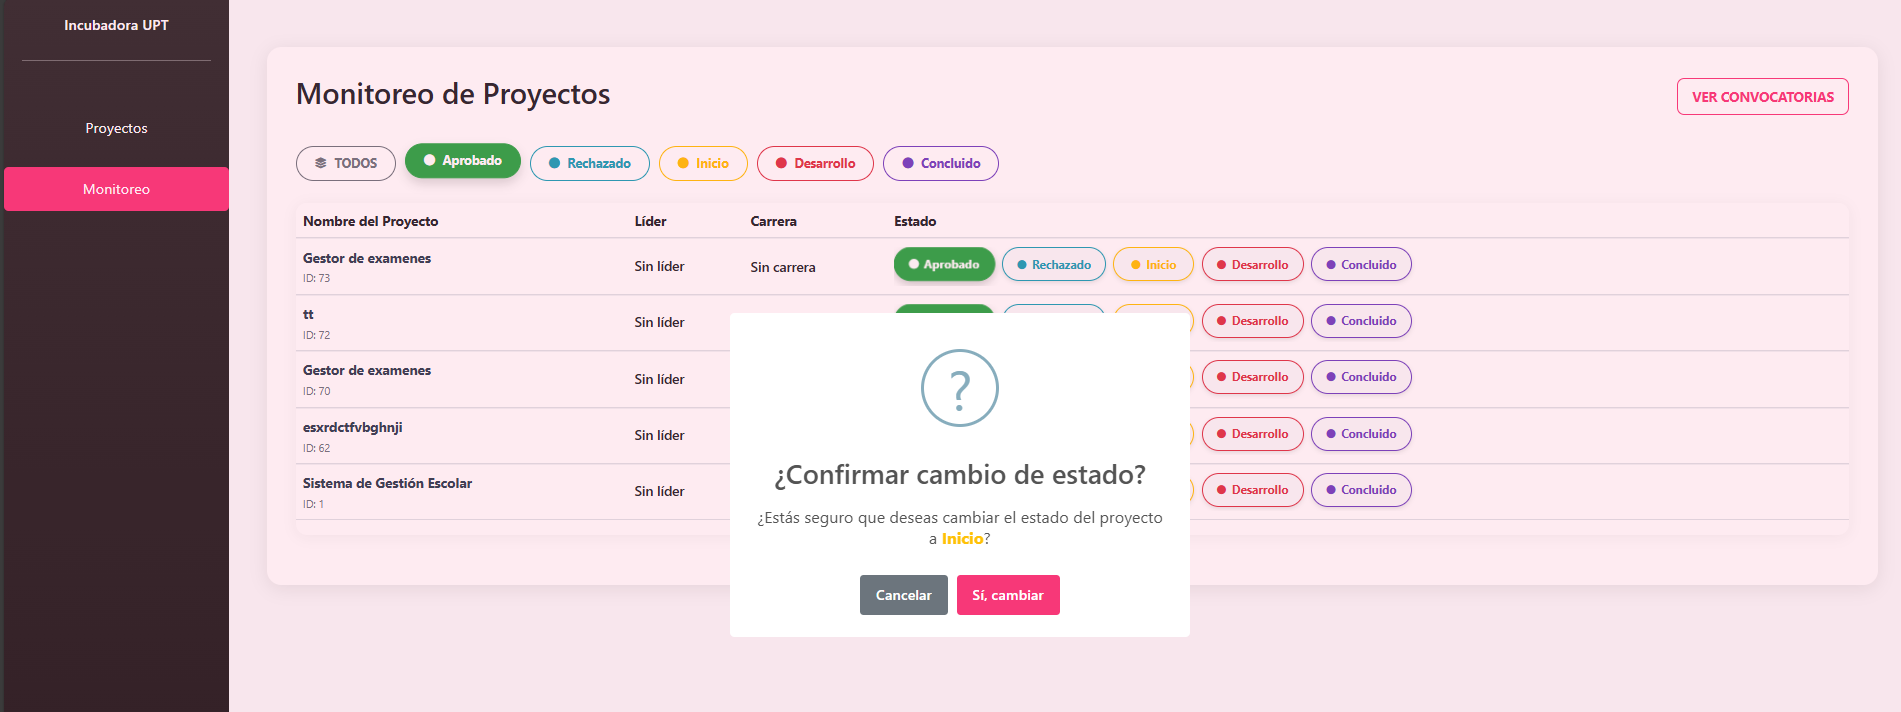 Incubadora UPT
Proyectos
Monitoreo
Monitoreo de Proyectos
VER CONVOCATORIAS
TODOS Aprobado Rechazado Inicio Desarrollo Concluido
Nombre del Proyecto Líder Carrera Estado
Gestor de examenes
ID: 73
Sin líder Sin carrera Aprobado Rechazado Inicio Desarrollo Concluido
tt
ID: 72
Sin líder Desarrollo Concluido
Gestor de examenes
ID: 70
Sin líder Desarrollo Concluido
esxrdctfvbghnji
ID: 62
Sin líder Desarrollo Concluido
Sistema de Gestión Escolar
ID: 1
Sin líder Desarrollo Concluido
?
¿Confirmar cambio de estado?
¿Estás seguro que deseas cambiar el estado del proyecto
a Inicio?
Cancelar Sí, cambiar